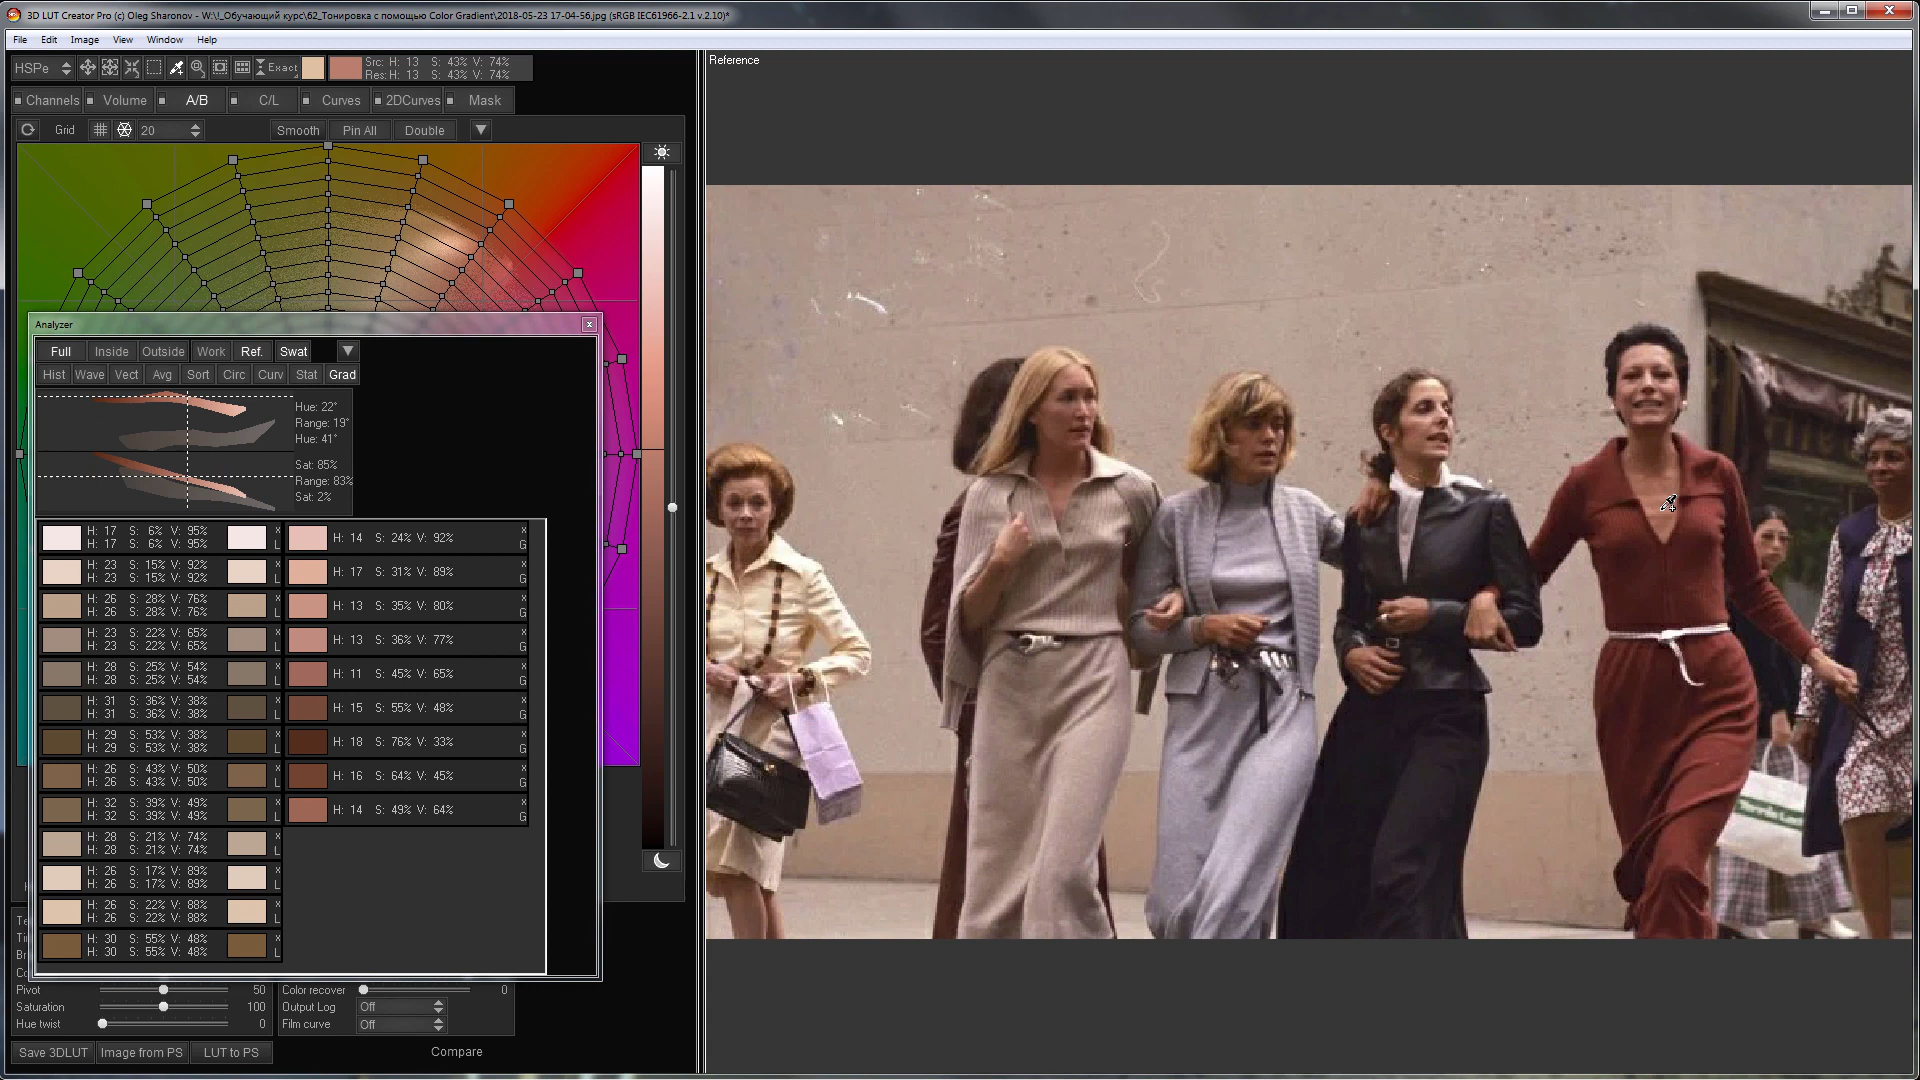 3D LUT Creator Pro (c) Oleg Sharonov - W:\!_Обучающий курс\62_Тонировка с помощью Color Gradient\2018-05-23 17-04-56.jpg (sRGB IEC61966-2.1 v.2.10)*
File Edit Image View Window Help
HSPe Exact Src: H: 13 S: 43% V: 74%
Res: H: 13 S: 43% V: 74%
Reference
Channels Volume A/B C/L Curves 2DCurves Mask
Grid 20 Smooth Pin All Double
Analyzer
Full Inside Outside Work Ref. Swat
Hist Wave Vect Avg Sort Circ Curv Stat Grad
Hue: 22°
Range: 19°
Hue: 41°
Sat: 85%
Range: 83%
Sat: 2%
H: 17 S: 6% V: 95% x
H: 17 S: 6% V: 95% L
H: 14 S: 24% V: 92% x G
H: 23 S: 15% V: 92% x
H: 23 S: 15% V: 92% L
H: 17 S: 31% V: 89% x G
H: 26 S: 28% V: 76% x
H: 26 S: 28% V: 76% L
H: 13 S: 35% V: 80% x G
H: 23 S: 22% V: 65% x
H: 23 S: 22% V: 65% L
H: 13 S: 36% V: 77% x G
H: 28 S: 25% V: 54% x
H: 28 S: 25% V: 54% L
H: 11 S: 45% V: 65% x G
H: 31 S: 36% V: 38% x
H: 31 S: 36% V: 38% L
H: 15 S: 55% V: 48% x G
H: 29 S: 53% V: 38% x
H: 29 S: 53% V: 38% L
H: 18 S: 76% V: 33% x G
H: 26 S: 43% V: 50% x
H: 26 S: 43% V: 50% L
H: 16 S: 64% V: 45% x G
H: 32 S: 39% V: 49% x
H: 32 S: 39% V: 49% L
H: 14 S: 49% V: 64% x G
H: 28 S: 21% V: 74% x
H: 28 S: 21% V: 74% L
H: 26 S: 17% V: 89% x
H: 26 S: 17% V: 89% L
H: 26 S: 22% V: 88% x
H: 26 S: 22% V: 88% L
H: 30 S: 55% V: 48% x
H: 30 S: 55% V: 48% L
Pivot 50 Color recover 0
Saturation 100 Output Log Off
Hue twist 0 Film curve Off
Save 3DLUT Image from PS LUT to PS Compare